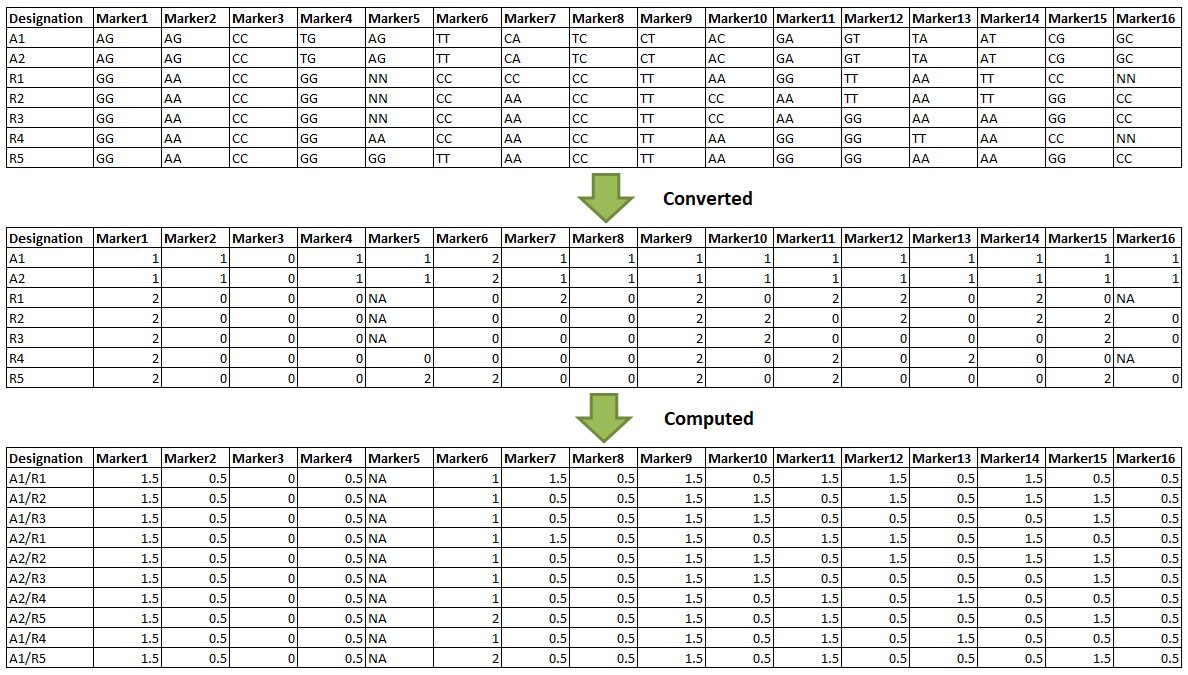 Designation Marker1 Marker2 Marker3 Marker4 Marker5 Marker6 Marker7 Marker8 Marker9 Marker10 Marker11 Marker12 Marker13 Marker14 Marker15 Marker16
A1 AG AG CC TG AG TT CA TC CT AC GA GT TA AT CG GC
A2 AG AG CC TG AG TT CA TC CT AC GA GT TA AT CG GC
R1 GG AA CC GG NN CC CC CC TT AA GG TT AA TT CC NN
R2 GG AA CC GG NN CC AA CC TT CC AA TT AA TT GG CC
R3 GG AA CC GG NN CC AA CC TT CC AA GG AA AA GG CC
R4 GG AA CC GG AA CC AA CC TT AA GG GG TT AA CC NN
R5 GG AA CC GG GG TT AA CC TT AA GG GG AA AA GG CC
Converted
Designation Marker1 Marker2 Marker3 Marker4 Marker5 Marker6 Marker7 Marker8 Marker9 Marker10 Marker11 Marker12 Marker13 Marker14 Marker15 Marker16
A1 1 1 0 1 1 2 1 1 1 1 1 1 1 1 1 1
A2 1 1 0 1 1 2 1 1 1 1 1 1 1 1 1 1
R1 2 0 0 0 NA 0 2 0 2 0 2 2 0 2 0 NA
R2 2 0 0 0 NA 0 0 0 2 2 0 2 0 2 2 0
R3 2 0 0 0 NA 0 0 0 2 2 0 0 0 0 2 0
R4 2 0 0 0 0 0 0 0 2 0 2 0 2 0 0 NA
R5 2 0 0 0 2 2 0 0 2 0 2 0 0 0 2 0
Computed
Designation Marker1 Marker2 Marker3 Marker4 Marker5 Marker6 Marker7 Marker8 Marker9 Marker10 Marker11 Marker12 Marker13 Marker14 Marker15 Marker16
A1/R1 1.5 0.5 0 0.5 NA 1 1.5 0.5 1.5 0.5 1.5 1.5 0.5 1.5 0.5 0.5
A1/R2 1.5 0.5 0 0.5 NA 1 0.5 0.5 1.5 1.5 0.5 1.5 0.5 1.5 1.5 0.5
A1/R3 1.5 0.5 0 0.5 NA 1 0.5 0.5 1.5 1.5 0.5 0.5 0.5 0.5 1.5 0.5
A2/R1 1.5 0.5 0 0.5 NA 1 1.5 0.5 1.5 0.5 1.5 1.5 0.5 1.5 0.5 0.5
A2/R2 1.5 0.5 0 0.5 NA 1 0.5 0.5 1.5 1.5 0.5 1.5 0.5 1.5 1.5 0.5
A2/R3 1.5 0.5 0 0.5 NA 1 0.5 0.5 1.5 1.5 0.5 0.5 0.5 0.5 1.5 0.5
A2/R4 1.5 0.5 0 0.5 NA 1 0.5 0.5 1.5 0.5 1.5 0.5 1.5 0.5 0.5 0.5
A2/R5 1.5 0.5 0 0.5 NA 2 0.5 0.5 1.5 0.5 1.5 0.5 0.5 0.5 1.5 0.5
A1/R4 1.5 0.5 0 0.5 NA 1 0.5 0.5 1.5 0.5 1.5 0.5 1.5 0.5 0.5 0.5
A1/R5 1.5 0.5 0 0.5 NA 2 0.5 0.5 1.5 0.5 1.5 0.5 0.5 0.5 1.5 0.5